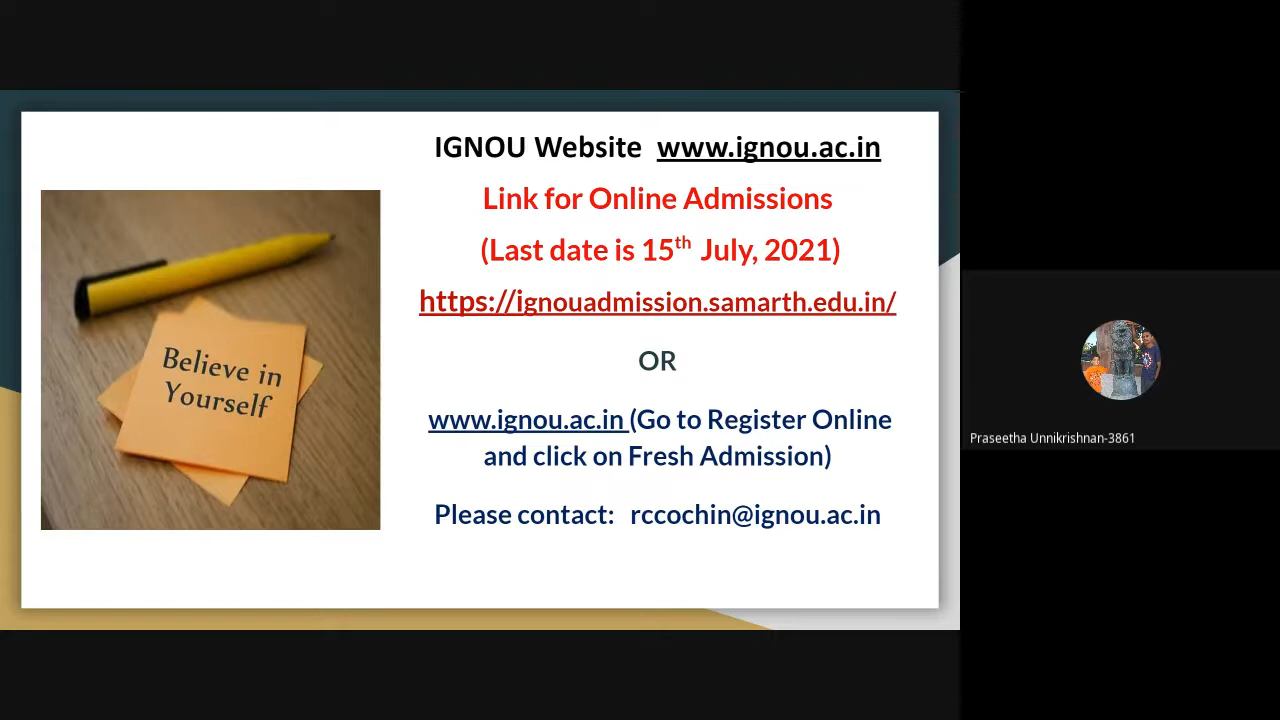 IGNOU Website www.ignou.ac.in
Link for Online Admissions
(Last date is 15th July, 2021)
https://ignouadmission.samarth.edu.in/
OR
www.ignou.ac.in (Go to Register Online
and click on Fresh Admission)
Please contact: rccochin@ignou.ac.in
Believe in
Yourself
Praseetha Unnikrishnan-3861